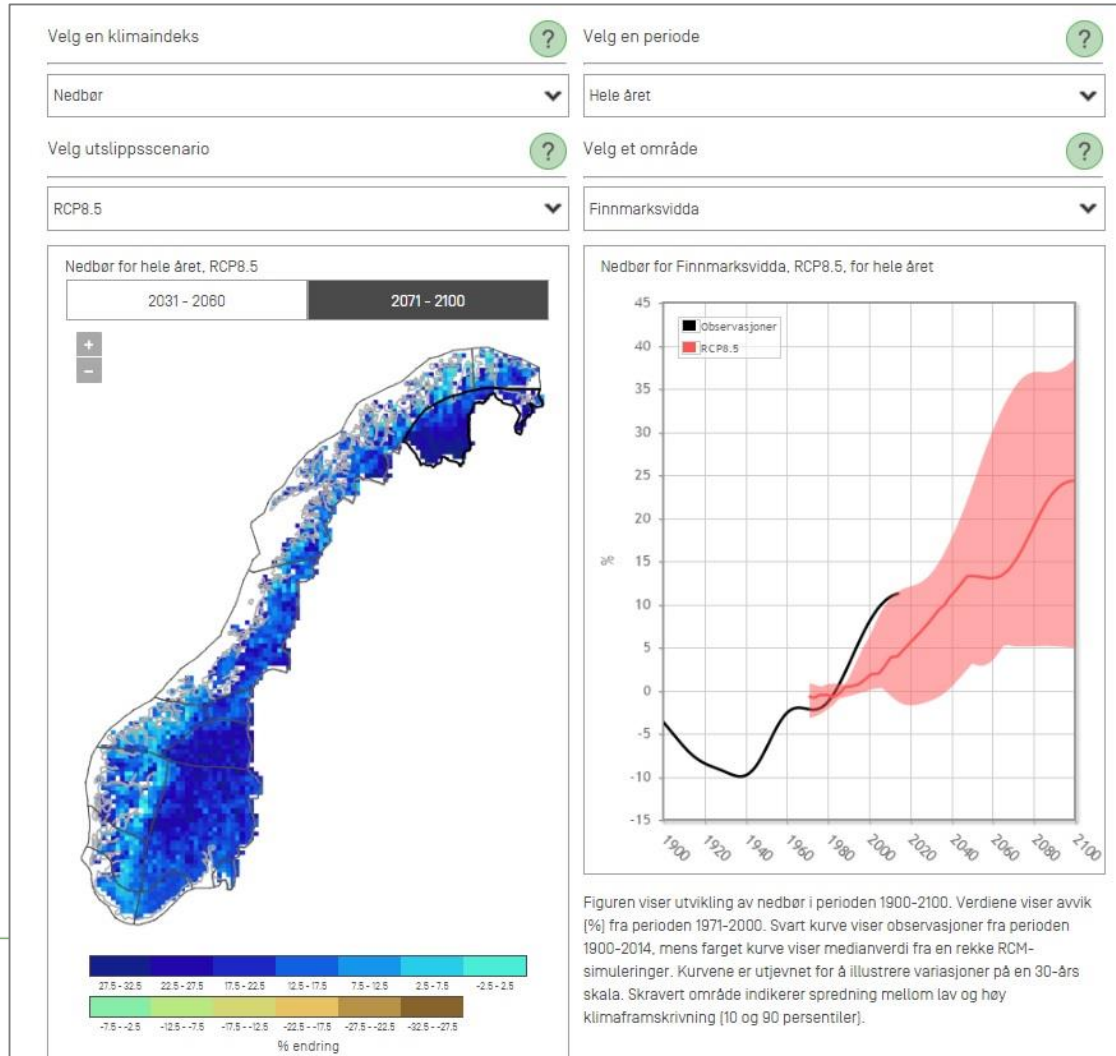 Velg en klimaindeks
?
Velg en periode
?
Nedbør
Hele året
Velg utslippsscenario
?
Velg et område
?
RCP8.5
Finnmarksvidda
Nedbør for hele året, RCP8.5
2031 - 2060
2071 - 2100
+
−
27.5 - 32.5
22.5 - 27.5
17.5 - 22.5
12.5 - 17.5
7.5 - 12.5
2.5 - 7.5
-2.5 - 2.5
-7.5 - -2.5
-12.5 - -7.5
-17.5 - -12.5
-22.5 - -17.5
-27.5 - -22.5
-32.5 - -27.5
% endring
Nedbør for Finnmarksvidda, RCP8.5, for hele året
Observasjoner
RCP8.5
45
40
35
30
25
20
15
10
5
0
-5
-10
-15
%
1900
1920
1940
1960
1980
2000
2020
2040
2060
2080
2100
Figuren viser utvikling av nedbør i perioden 1900-2100. Verdiene viser avvik
(%) fra perioden 1971-2000. Svart kurve viser observasjoner fra perioden
1900-2014, mens farget kurve viser medianverdi fra en rekke RCM-
simuleringer. Kurvene er utjevnet for å illustrere variasjoner på en 30-års
skala. Skravert område indikerer spredning mellom lav og høy
klimaframskrivning (10 og 90 persentiler).